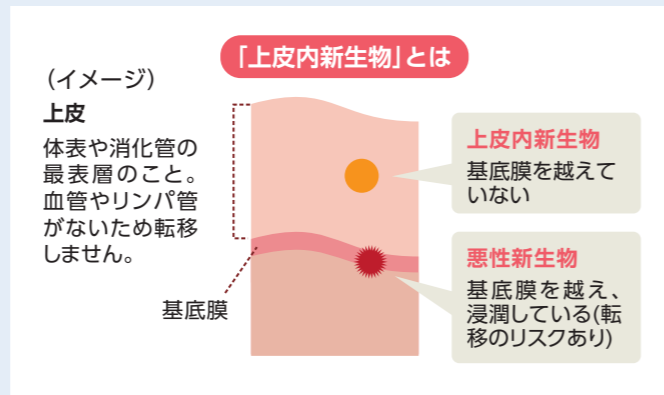 「上皮内新生物」とは
（イメージ）
上皮
体表や消化管の
最表層のこと。
血管やリンパ管
がないため転移
しません。
基底膜
上皮内新生物
基底膜を越えて
いない
悪性新生物
基底膜を越え、
浸潤している(転
移のリスクあり)